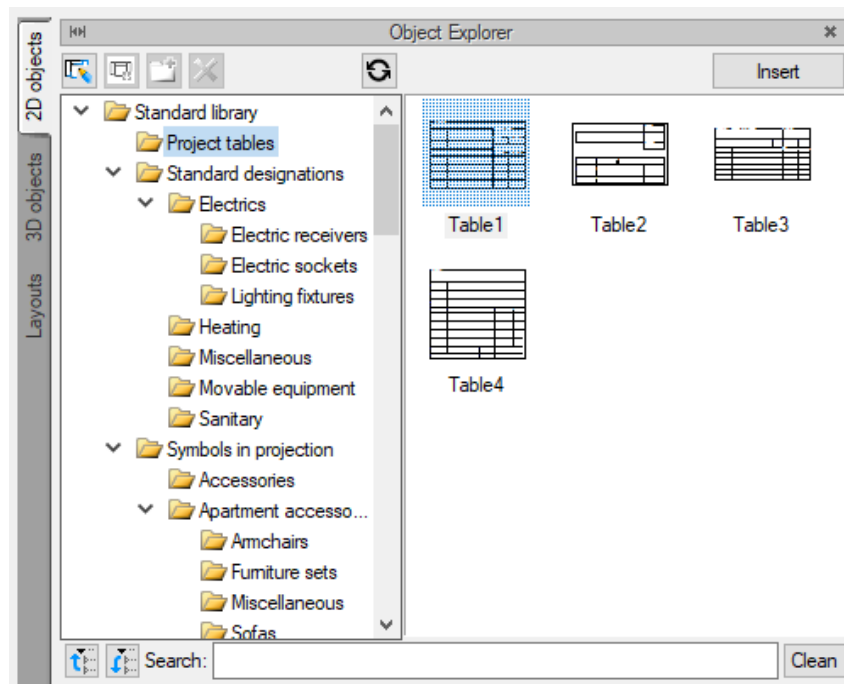 Object Explorer
2D objects
3D objects
Layouts
Insert
Standard library
Project tables
Standard designations
Electrics
Electric receivers
Electric sockets
Lighting fixtures
Heating
Miscellaneous
Movable equipment
Sanitary
Symbols in projection
Accessories
Apartment accesso...
Armchairs
Furniture sets
Miscellaneous
Sofas
Table1
Table2
Table3
Table4
Search:
Clean